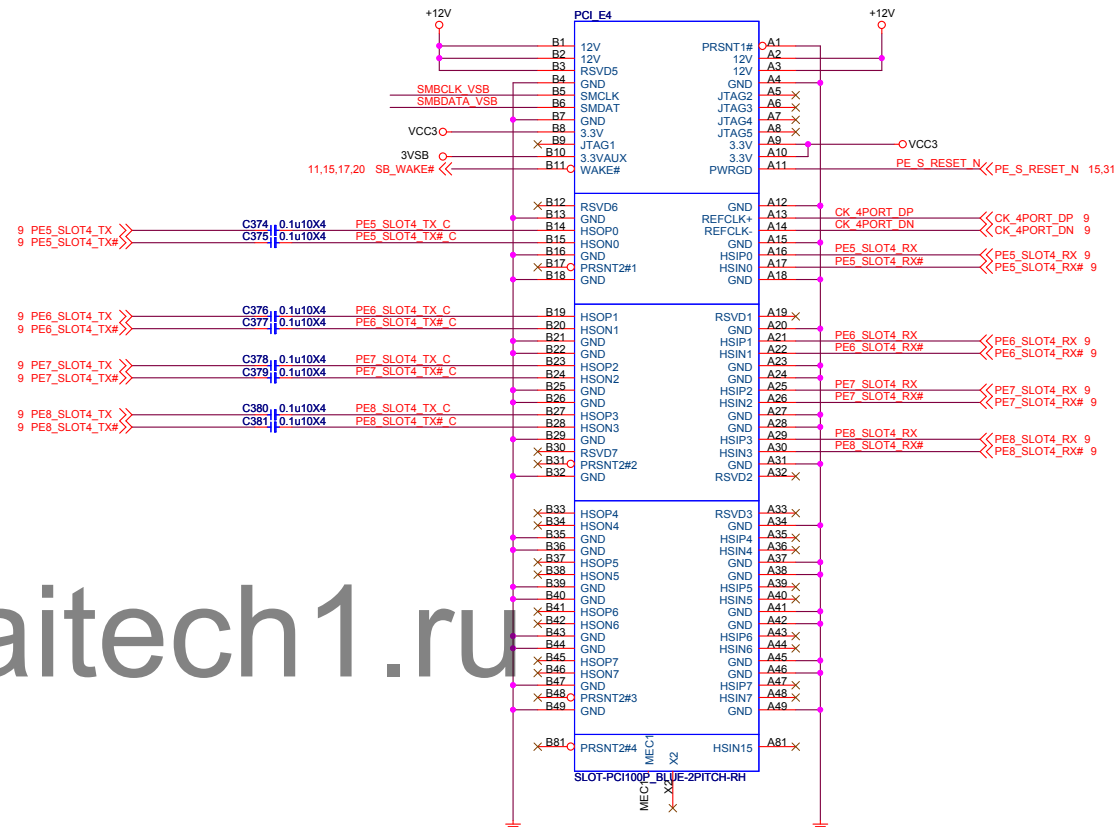 +12V PCI_E4 +12V
B1 12V PRSNT1# A1
B2 12V 12V A2
B3 RSVD5 12V A3
B4 GND GND A4
SMBCLK_VSB B5 SMCLK JTAG2 A5
SMBDATA_VSB B6 SMDAT JTAG3 A6
B7 GND JTAG4 A7
VCC3 B8 3.3V JTAG5 A8
B9 JTAG1 3.3V A9 VCC3
3VSB B10 3.3VAUX 3.3V A10
11,15,17,20 SB_WAKE# B11 WAKE# PWRGD A11 PE_S_RESET_N PE_S_RESET_N 15,31
B12 RSVD6 GND A12
B13 GND REFCLK+ A13 CK_4PORT_DP CK_4PORT_DP 9
9 PE5_SLOT4_TX C374 0.1u10X4 PE5_SLOT4_TX_C B14 HSOP0 REFCLK- A14 CK_4PORT_DN CK_4PORT_DN 9
9 PE5_SLOT4_TX# C375 0.1u10X4 PE5_SLOT4_TX#_C B15 HSON0 GND A15
B16 GND HSIP0 A16 PE5_SLOT4_RX PE5_SLOT4_RX 9
B17 PRSNT2#1 HSIN0 A17 PE5_SLOT4_RX# PE5_SLOT4_RX# 9
B18 GND GND A18
9 PE6_SLOT4_TX C376 0.1u10X4 PE6_SLOT4_TX_C B19 HSOP1 RSVD1 A19
9 PE6_SLOT4_TX# C377 0.1u10X4 PE6_SLOT4_TX#_C B20 HSON1 GND A20
B21 GND HSIP1 A21 PE6_SLOT4_RX PE6_SLOT4_RX 9
B22 GND HSIN1 A22 PE6_SLOT4_RX# PE6_SLOT4_RX# 9
9 PE7_SLOT4_TX C378 0.1u10X4 PE7_SLOT4_TX_C B23 HSOP2 GND A23
9 PE7_SLOT4_TX# C379 0.1u10X4 PE7_SLOT4_TX#_C B24 HSON2 GND A24
B25 GND HSIP2 A25 PE7_SLOT4_RX PE7_SLOT4_RX 9
B26 GND HSIN2 A26 PE7_SLOT4_RX# PE7_SLOT4_RX# 9
9 PE8_SLOT4_TX C380 0.1u10X4 PE8_SLOT4_TX_C B27 HSOP3 GND A27
9 PE8_SLOT4_TX# C381 0.1u10X4 PE8_SLOT4_TX#_C B28 HSON3 GND A28
B29 GND HSIP3 A29 PE8_SLOT4_RX PE8_SLOT4_RX 9
B30 RSVD7 HSIN3 A30 PE8_SLOT4_RX# PE8_SLOT4_RX# 9
B31 PRSNT2#2 GND A31
B32 GND RSVD2 A32
B33 HSOP4 RSVD3 A33
B34 HSON4 GND A34
B35 GND HSIP4 A35
B36 GND HSIN4 A36
B37 HSOP5 GND A37
B38 HSON5 GND A38
B39 GND HSIP5 A39
B40 GND HSIN5 A40
B41 HSOP6 GND A41
B42 HSON6 GND A42
B43 GND HSIP6 A43
B44 GND HSIN6 A44
B45 HSOP7 GND A45
B46 HSON7 GND A46
B47 GND HSIP7 A47
B48 PRSNT2#3 HSIN7 A48
B49 GND GND A49
aitech1.ru
B81 PRSNT2#4 MEC1 X2 HSIN15 A81
SLOT-PCI100P_BLUE-2PITCH-RH
MEC1 X2